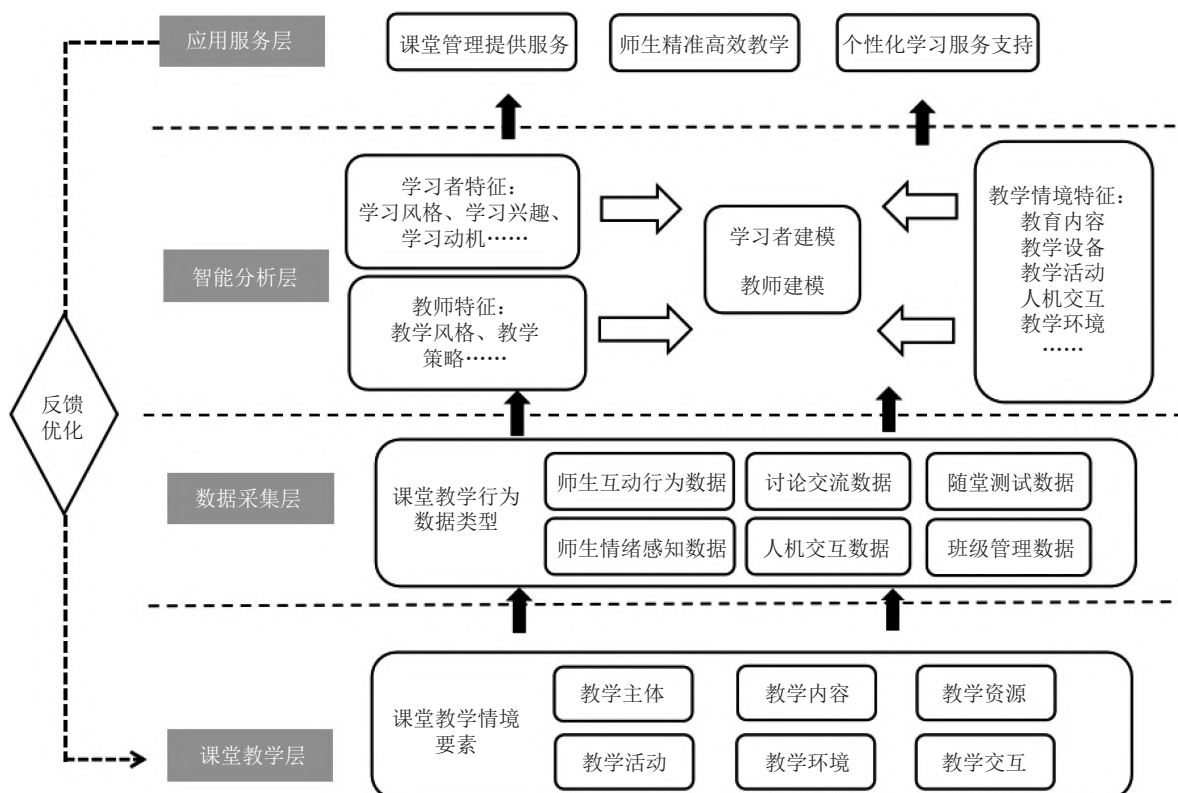 应用服务层
课堂管理提供服务
师生精准高效教学
个性化学习服务支持
智能分析层
学习者特征：
学习风格、学习兴趣、
学习动机……
教师特征：
教学风格、教学
策略……
学习者建模
教师建模
教学情境特征：
教育内容
教学设备
教学活动
人机交互
教学环境
……
反馈
优化
数据采集层
课堂教学行为
数据类型
师生互动行为数据
讨论交流数据
随堂测试数据
师生情绪感知数据
人机交互数据
班级管理数据
课堂教学层
课堂教学情境
要素
教学主体
教学内容
教学资源
教学活动
教学环境
教学交互